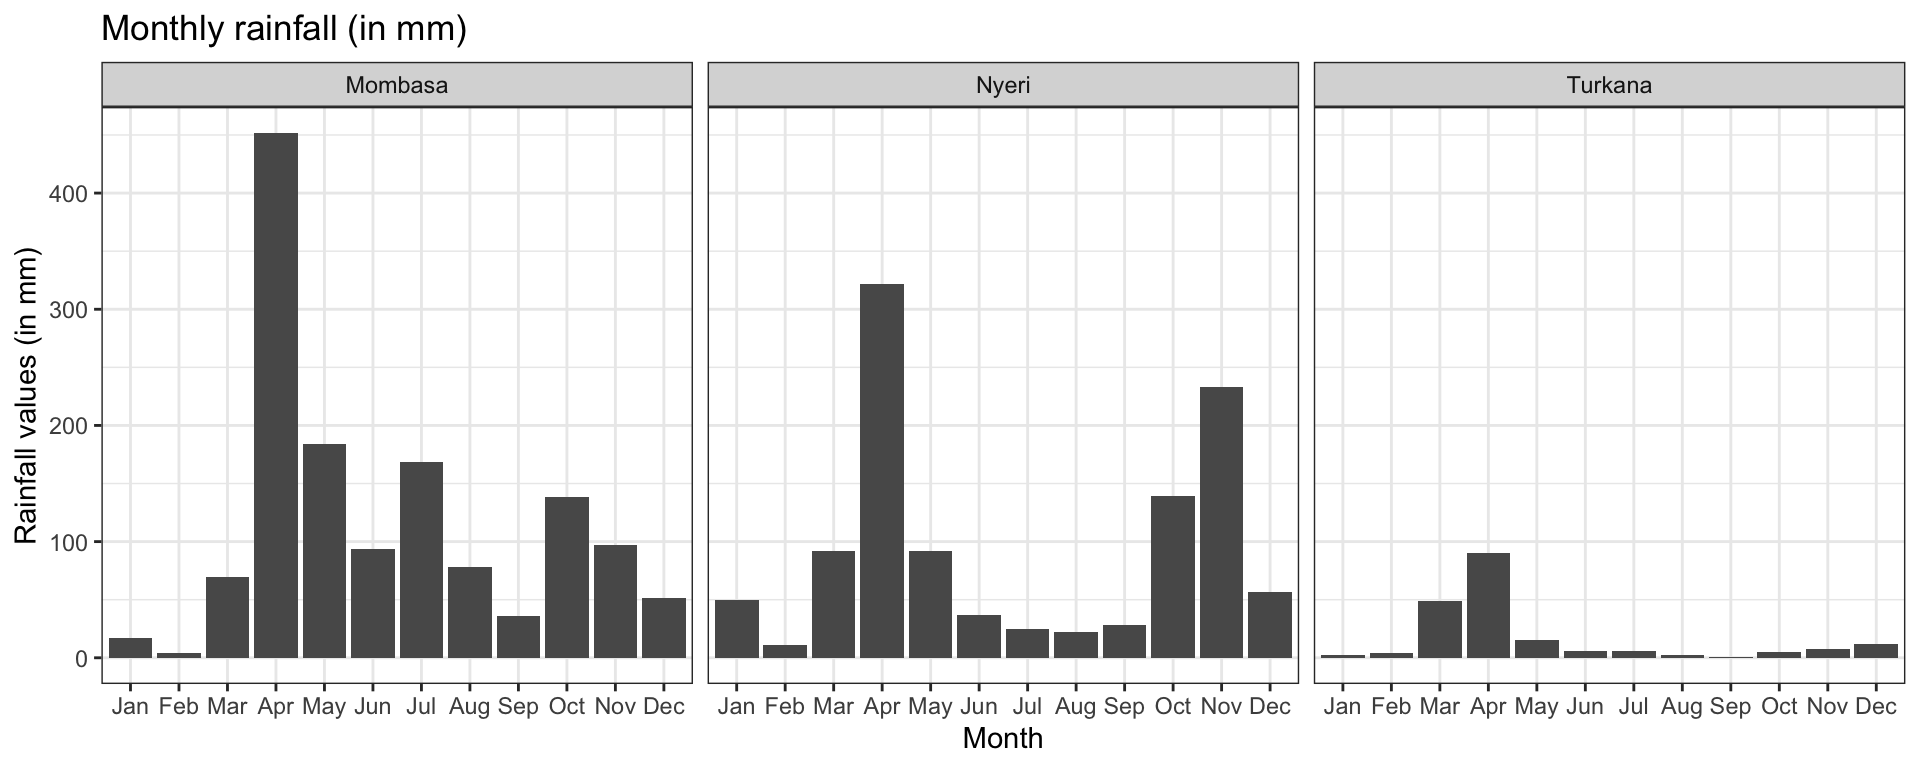 Monthly rainfall (in mm)
Mombasa Nyeri Turkana
Rainfall values (in mm)
400
300
200
100
0
Jan Feb Mar Apr May Jun Jul Aug Sep Oct Nov Dec Jan Feb Mar Apr May Jun Jul Aug Sep Oct Nov Dec Jan Feb Mar Apr May Jun Jul Aug Sep Oct Nov Dec
Month